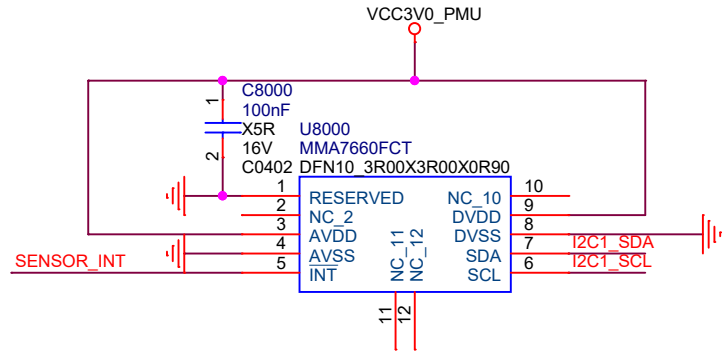 VCC3V0_PMU
1
C8000
100nF
X5R
U8000
2
16V
MMA7660FCT
C0402
DFN10_3R00X3R00X0R90
1
RESERVED
NC_10
10
2
NC_2
DVDD
9
3
AVDD
DVSS
8
4
AVSS
SDA
7
I2C1_SDA
SENSOR_INT
5
INT
SCL
6
I2C1_SCL
NC_11
NC_12
11
12